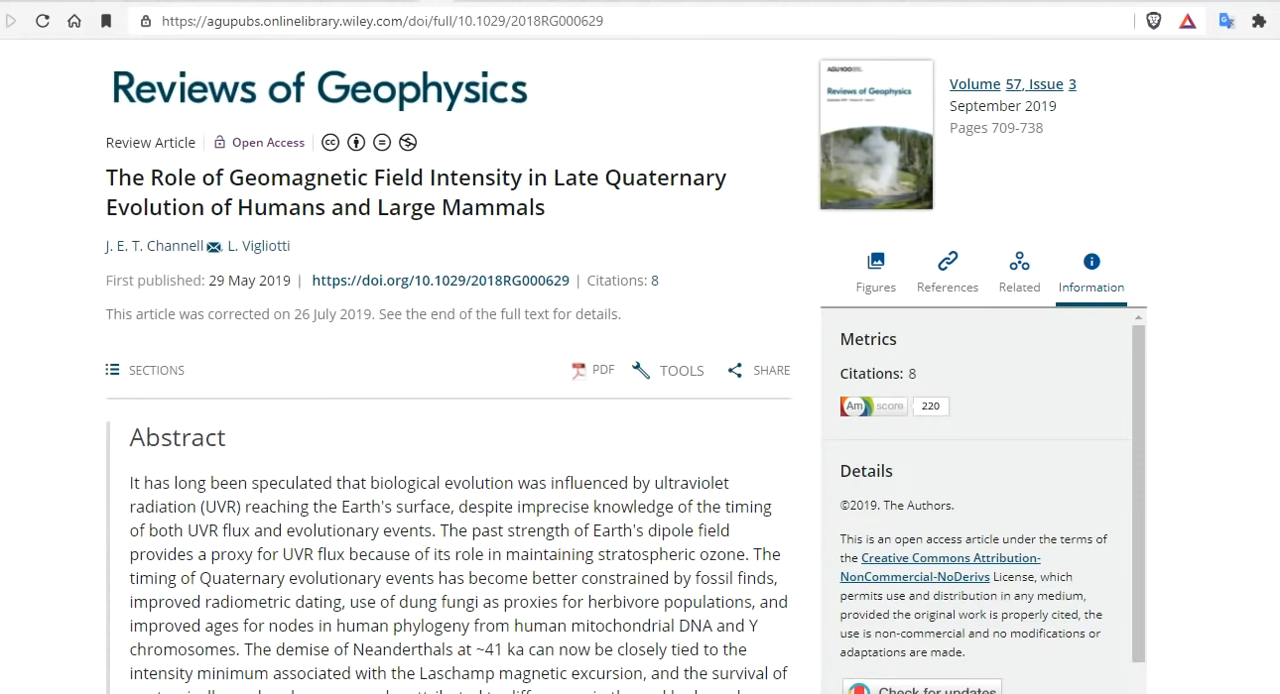 https://agupubs.onlinelibrary.wiley.com/doi/full/10.1029/2018RG000629
Reviews of Geophysics
Review Article Open Access
The Role of Geomagnetic Field Intensity in Late Quaternary
Evolution of Humans and Large Mammals
J. E. T. Channell, L. Vigliotti
First published: 29 May 2019 | https://doi.org/10.1029/2018RG000629 | Citations: 8
This article was corrected on 26 July 2019. See the end of the full text for details.
SECTIONS PDF TOOLS SHARE
Abstract
It has long been speculated that biological evolution was influenced by ultraviolet
radiation (UVR) reaching the Earth's surface, despite imprecise knowledge of the timing
of both UVR flux and evolutionary events. The past strength of Earth's dipole field
provides a proxy for UVR flux because of its role in maintaining stratospheric ozone. The
timing of Quaternary evolutionary events has become better constrained by fossil finds,
improved radiometric dating, use of dung fungi as proxies for herbivore populations, and
improved ages for nodes in human phylogeny from human mitochondrial DNA and Y
chromosomes. The demise of Neanderthals at ~41 ka can now be closely tied to the
intensity minimum associated with the Laschamp magnetic excursion, and the survival of
Reviews of Geophysics
Volume 57, Issue 3
September 2019
Pages 709-738
Figures References Related Information
Metrics
Citations: 8
Am score 220
Details
©2019. The Authors.
This is an open access article under the terms of
the Creative Commons Attribution-
NonCommercial-NoDerivs License, which
permits use and distribution in any medium,
provided the original work is properly cited, the
use is non-commercial and no modifications or
adaptations are made.
Check for updates